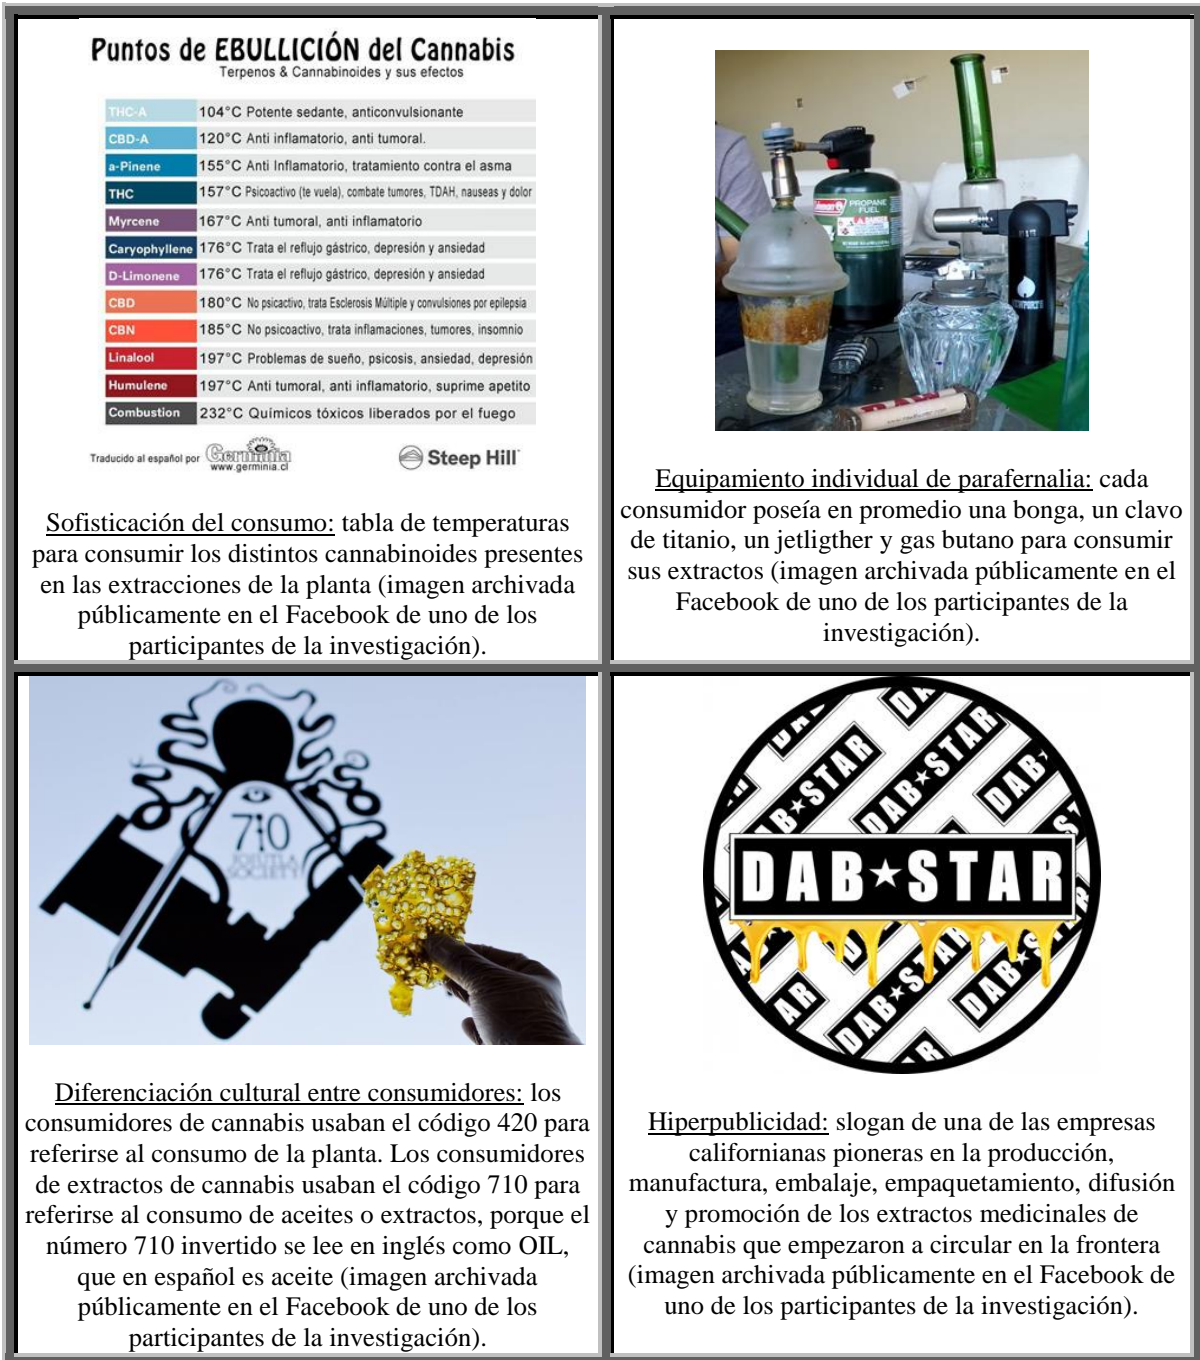 Puntos de EBULLICIÓN del Cannabis
Terpenos & Cannabinoides y sus efectos
THC-A 104°C Potente sedante, anticonvulsionante
CBD-A 120°C Anti inflamatorio, anti tumoral.
a-Pinene 155°C Anti Inflamatorio, tratamiento contra el asma
THC 157°C Psicoactivo (te vuela), combate tumores, TDAH, nauseas y dolor
Myrcene 167°C Anti tumoral, anti inflamatorio
Caryophyllene 176°C Trata el reflujo gástrico, depresión y ansiedad
D-Limonene 176°C Trata el reflujo gástrico, depresión y ansiedad
CBD 180°C No psicactivo, trata Esclerosis Múltiple y convulsiones por epilepsia
CBN 185°C No psicoactivo, trata inflamaciones, tumores, insomnio
Linalool 197°C Problemas de sueño, psicosis, ansiedad, depresión
Humulene 197°C Anti tumoral, anti inflamatorio, suprime apetito
Combustion 232°C Químicos tóxicos liberados por el fuego
Traducido al español por Germinia
www.germinia.cl
Steep Hill
Sofisticación del consumo: tabla de temperaturas
para consumir los distintos cannabinoides presentes
en las extracciones de la planta (imagen archivada
públicamente en el Facebook de uno de los
participantes de la investigación).
Coleman
PROPANE
FUEL
RAW
Equipamiento individual de parafernalia: cada
consumidor poseía en promedio una bonga, un clavo
de titanio, un jetligther y gas butano para consumir
sus extractos (imagen archivada públicamente en el
Facebook de uno de los participantes de la
investigación).
710
JOJUTLA
SOCIETY
Diferenciación cultural entre consumidores: los
consumidores de cannabis usaban el código 420 para
referirse al consumo de la planta. Los consumidores
de extractos de cannabis usaban el código 710 para
referirse al consumo de aceites o extractos, porque el
número 710 invertido se lee en inglés como OIL,
que en español es aceite (imagen archivada
públicamente en el Facebook de uno de los
participantes de la investigación).
DAB★STAR
DAB★STAR
DAB
DAB★STAR
DAB★STAR
DAB★S
AR
Hiperpublicidad: slogan de una de las empresas
californianas pioneras en la producción,
manufactura, embalaje, empaquetamiento, difusión
y promoción de los extractos medicinales de
cannabis que empezaron a circular en la frontera
(imagen archivada públicamente en el Facebook de
uno de los participantes de la investigación).